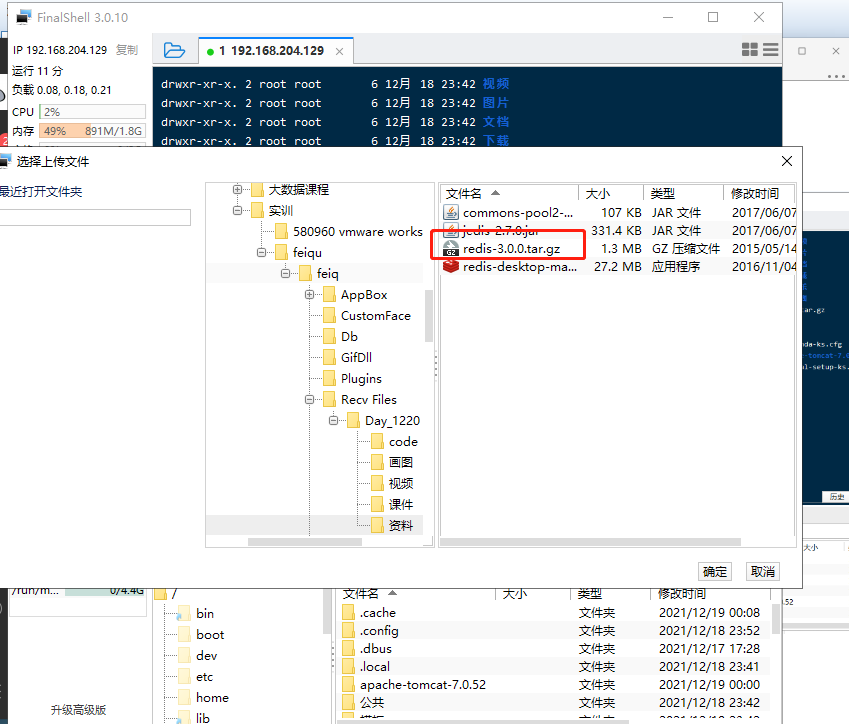 FinalShell 3.0.10
IP 192.168.204.129 复制
1 192.168.204.129
运行 11 分
负载 0.08, 0.18, 0.21
CPU 2%
内存 49% 891M/1.8G
drwxr-xr-x. 2 root root 6 12月 18 23:42 视频
drwxr-xr-x. 2 root root 6 12月 18 23:42 图片
drwxr-xr-x. 2 root root 6 12月 18 23:42 文档
drwxr-xr-x. 2 root root 6 12月 18 23:42 下载
选择上传文件
最近打开文件夹
大数据课程
实训
580960 vmware works
feiqu
feiq
AppBox
CustomFace
Db
GifDll
Plugins
Recv Files
Day_1220
code
画图
视频
课件
资料
文件名 大小 类型 修改时间
commons-pool2-... 107 KB JAR 文件 2017/06/07
jedis-2.7.0.jar 331.4 KB JAR 文件 2017/06/07
redis-3.0.0.tar.gz 1.3 MB GZ 压缩文件 2015/05/14
redis-desktop-ma... 27.2 MB 应用程序 2016/11/04
确定 取消
tar.gz
da-ks.cfg
-tomcat-7.0
l-setup-ks.
历史
大小
.52
/run/m... 0/4.4G
/
bin
boot
dev
etc
home
lib
文件名 大小 类型 修改时间
.cache 文件夹 2021/12/19 00:08
.config 文件夹 2021/12/18 23:52
.dbus 文件夹 2021/12/17 17:28
.local 文件夹 2021/12/18 23:41
apache-tomcat-7.0.52 文件夹 2021/12/19 00:00
公共 文件夹 2021/12/18 23:42
模板 文件夹 2021/12/18 23:42
升级高级版